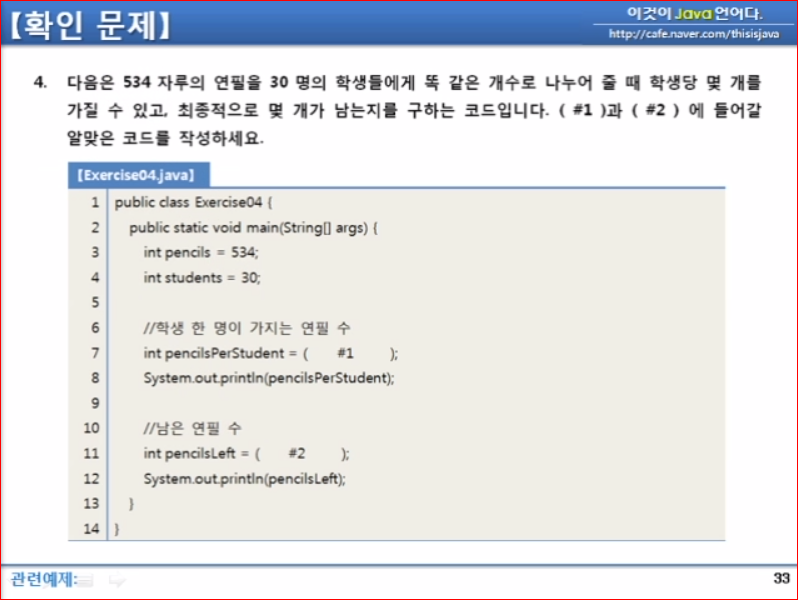 【확인 문제】
이것이 Java 언어다.
http://cafe.naver.com/thisisjava
4. 다음은 534 자루의 연필을 30 명의 학생들에게 똑 같은 개수로 나누어 줄 때 학생당 몇 개를
가질 수 있고, 최종적으로 몇 개가 남는지를 구하는 코드입니다. ( #1 )과 ( #2 ) 에 들어갈
알맞은 코드를 작성하세요.
【Exercise04.java】
1 public class Exercise04 {
2 public static void main(String[] args) {
3 int pencils = 534;
4 int students = 30;
5
6 //학생 한 명이 가지는 연필 수
7 int pencilsPerStudent = ( #1 );
8 System.out.println(pencilsPerStudent);
9
10 //남은 연필 수
11 int pencilsLeft = ( #2 );
12 System.out.println(pencilsLeft);
13 }
14 }
관련예제:
33